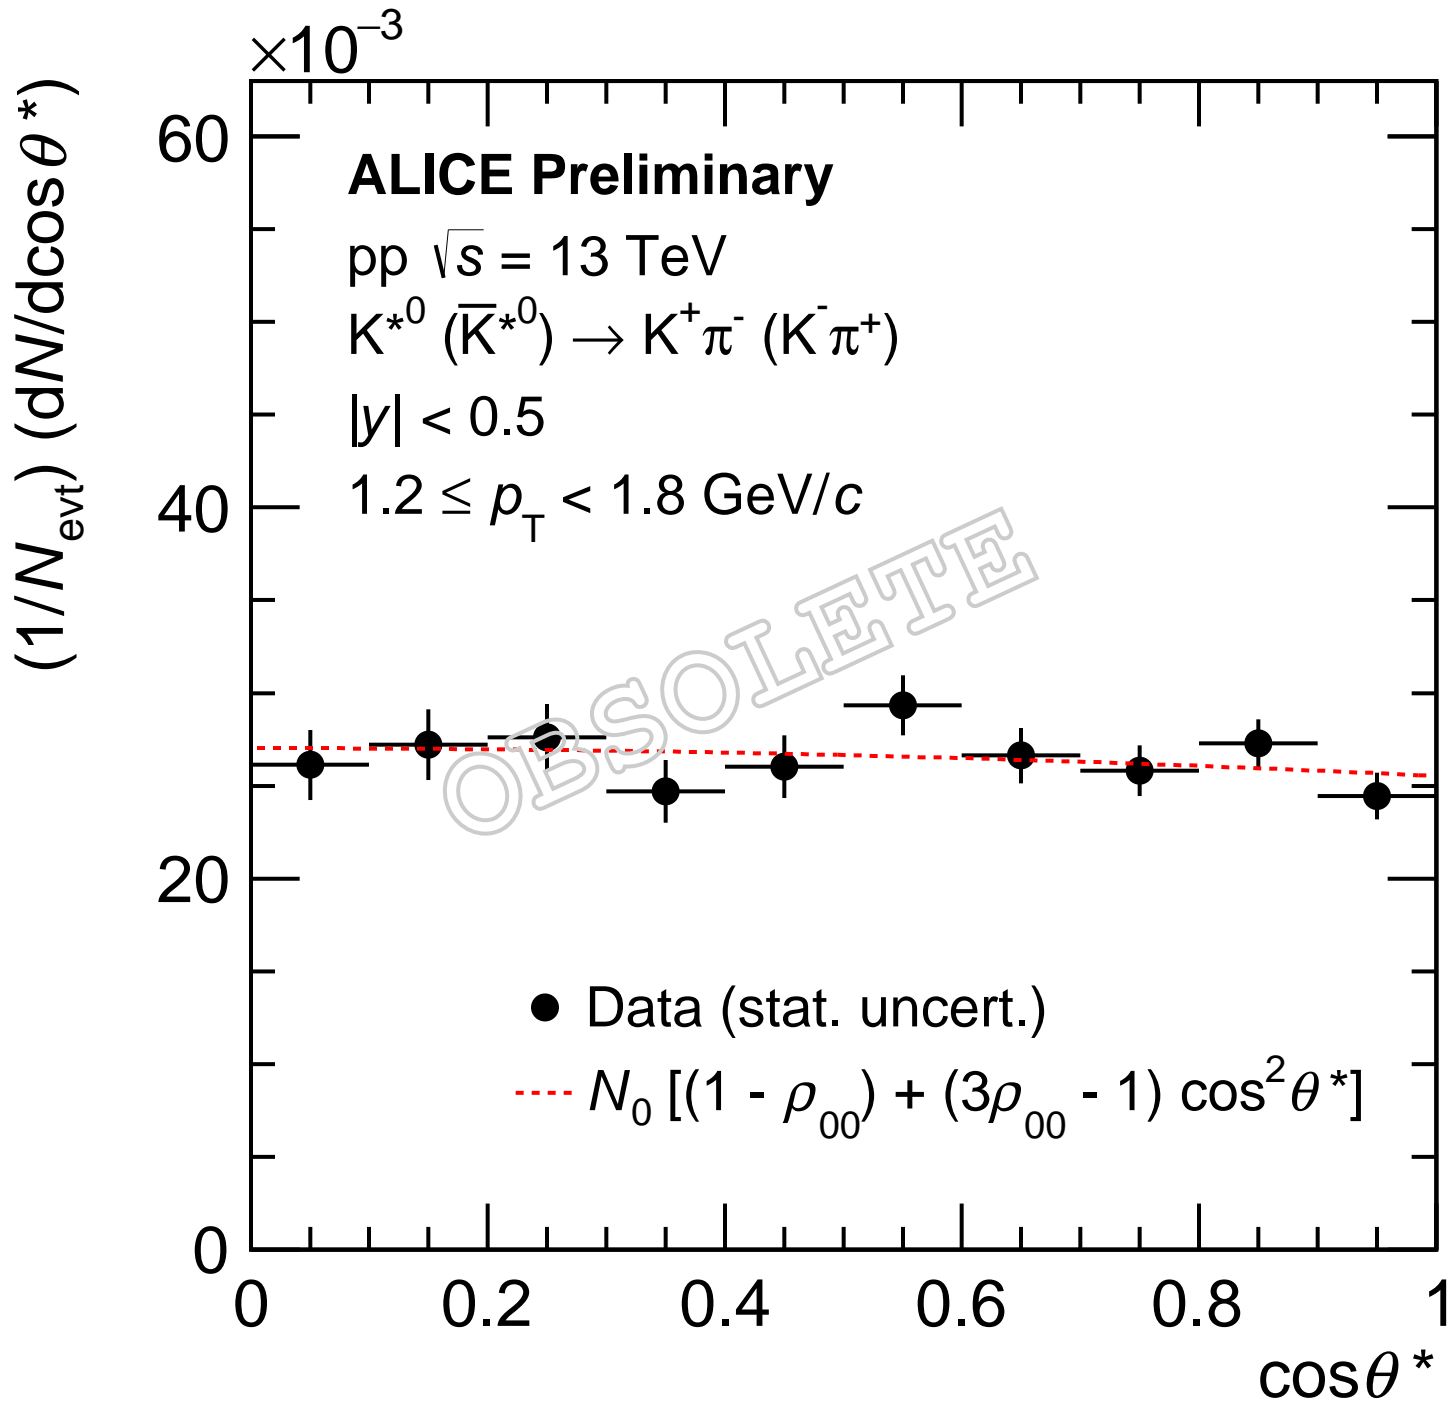 ×10⁻³
(1/N_evt) (dN/dcosθ*)
60
40
20
0
ALICE Preliminary
pp √s = 13 TeV
K*⁰ (K̅*⁰) → K⁺π⁻ (K⁻π⁺)
|y| < 0.5
1.2 ≤ p_T < 1.8 GeV/c
OBSOLETE
Data (stat. uncert.)
N₀ [(1 - ρ₀₀) + (3ρ₀₀ - 1) cos²θ*]
0 0.2 0.4 0.6 0.8 1
cosθ*